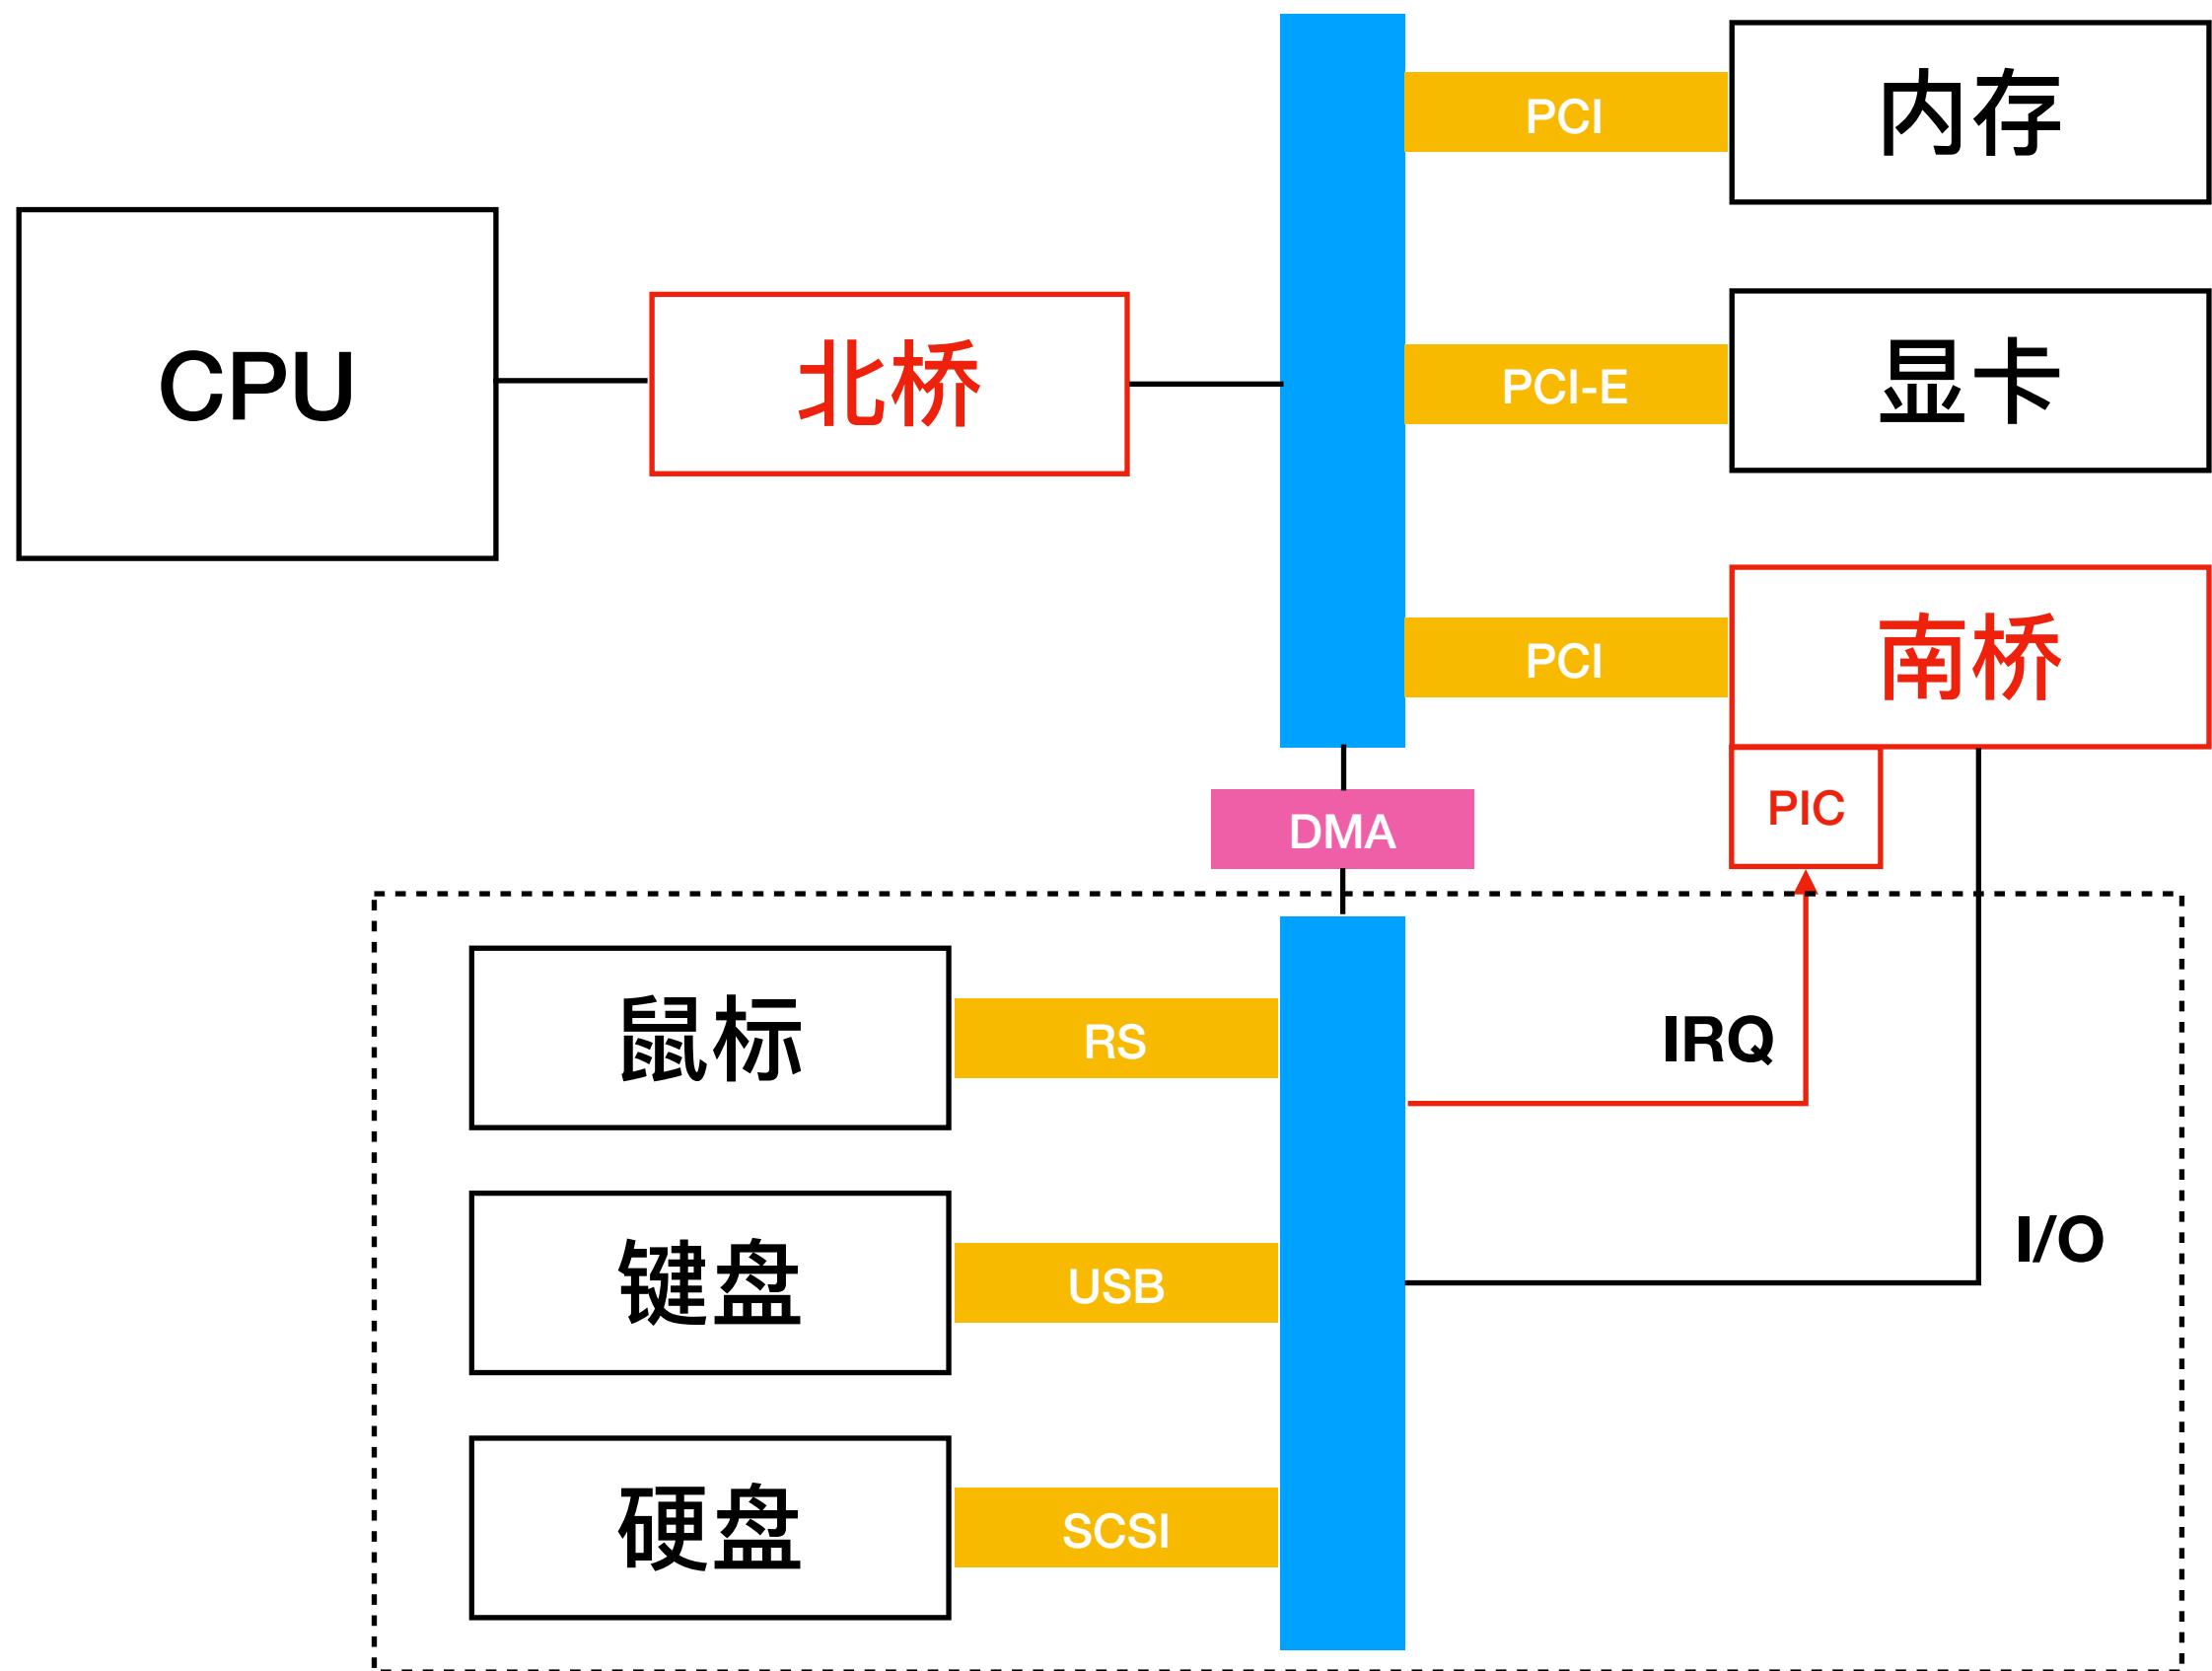 PCI
内存
CPU
北桥
PCI-E
显卡
PCI
南桥
DMA
PIC
鼠标
RS
IRQ
键盘
USB
I/O
硬盘
SCSI